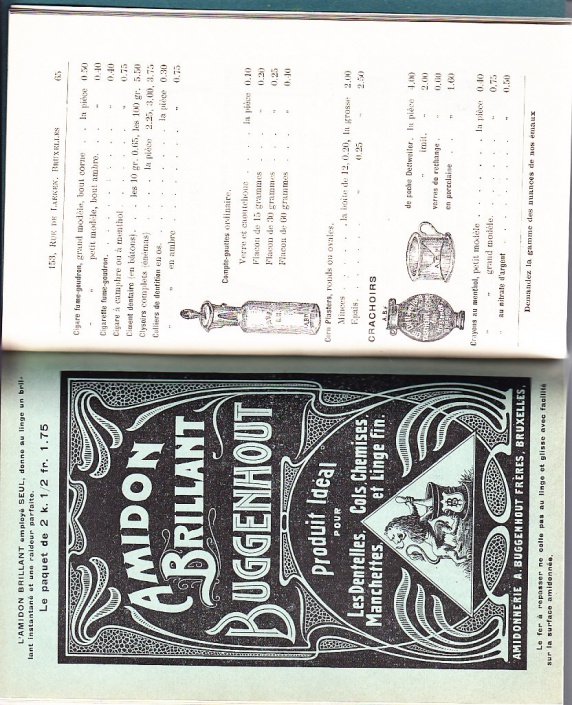 L'AMIDON BRILLANT employé SEUL, donne au linge un bril-
lant instantané et une raideur parfaite.
Le paquet de 2 k. 1/2 fr. 1.75
AMIDON
BRILLANT
BUGGENHOUT
Produit Idéal
POUR
Les Dentelles, Cols, Chemises,
Manchettes, et Linge fin.
B
AMIDONNERIE A. BUGGENHOUT FRÈRES, BRUXELLES.
Le fer à repasser ne colle pas au linge et glisse avec facilité
sur la surface amidonnée.
153, RUE DE LAEKEN, BRUXELLES 65
Cigare fume-goudron, grand modèle, bout corne . la pièce 0.50
" " petit modèle, bout ambre. . " 0.40
Cigarette fume-goudron. . . . . . " 0.40
Cigare à camphre ou à menthol . . . . " 0.75
Ciment dentaire (en bâtons) . . les 10 gr. 0.65, les 100 gr. 5.50
Clysoirs complets (énémas) . . la pièce 2.25, 3.00, 3.75
Colliers de dentition en os. . . . . la pièce 0.30
" " en ambre . . . . " 0.75
Compte-gouttes ordinaire.
Verre et caoutchouc . . . . la pièce 0.10
Flacon de 15 grammes . . . . " 0.20
Flacon de 30 grammes . . . . " 0.25
Flacon de 60 grammes . . . . " 0.40
Corn Plasters, ronds ou ovales.
Minces . . . . la boîte de 12, 0.20, la grosse 2.00
Épais . . . . " 0.25 " 2.50
CRACHOIRS
de poche Dettweiler . la pièce 4.00
" imit. . " 2.00
verres de rechange . " 0.60
en porcelaine . . " 1.60
Crayons au menthol, petit modèle . . . . la pièce 0.40
" " grand modèle. . . . " 0.75
" au nitrate d'argent . . . . " 0.50
Demandez la gamme des nuances de nos émaux